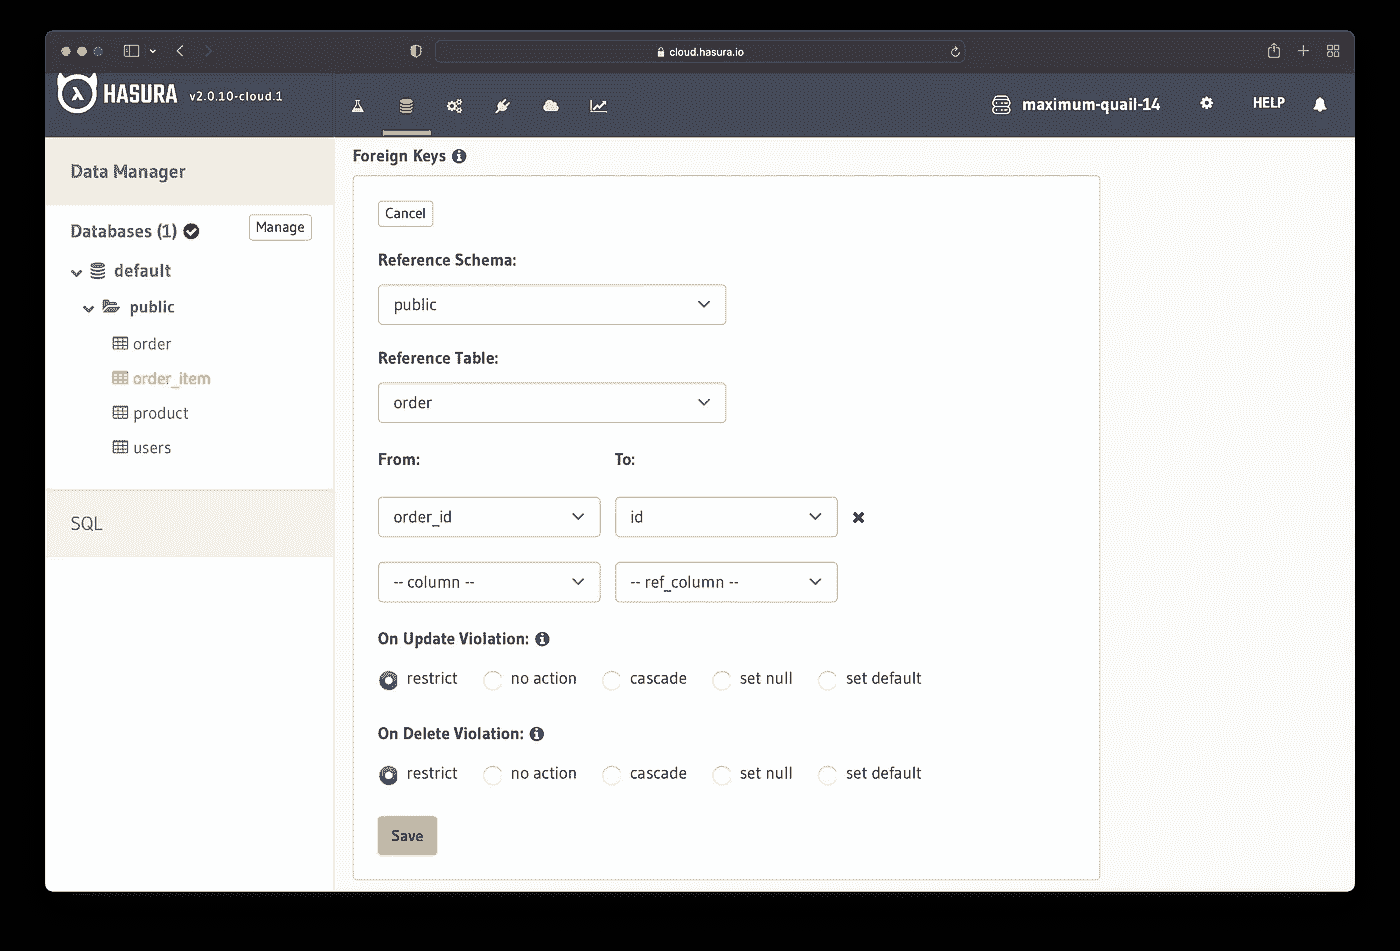 cloud.hasura.io
HASURA v2.0.10-cloud.1
maximum-quail-14
HELP
Data Manager
Databases (1)
Manage
default
public
order
order_item
product
users
SQL
Foreign Keys
Cancel
Reference Schema:
public
Reference Table:
order
From: To:
order_id id
-- column -- -- ref_column --
On Update Violation:
restrict no action cascade set null set default
On Delete Violation:
restrict no action cascade set null set default
Save